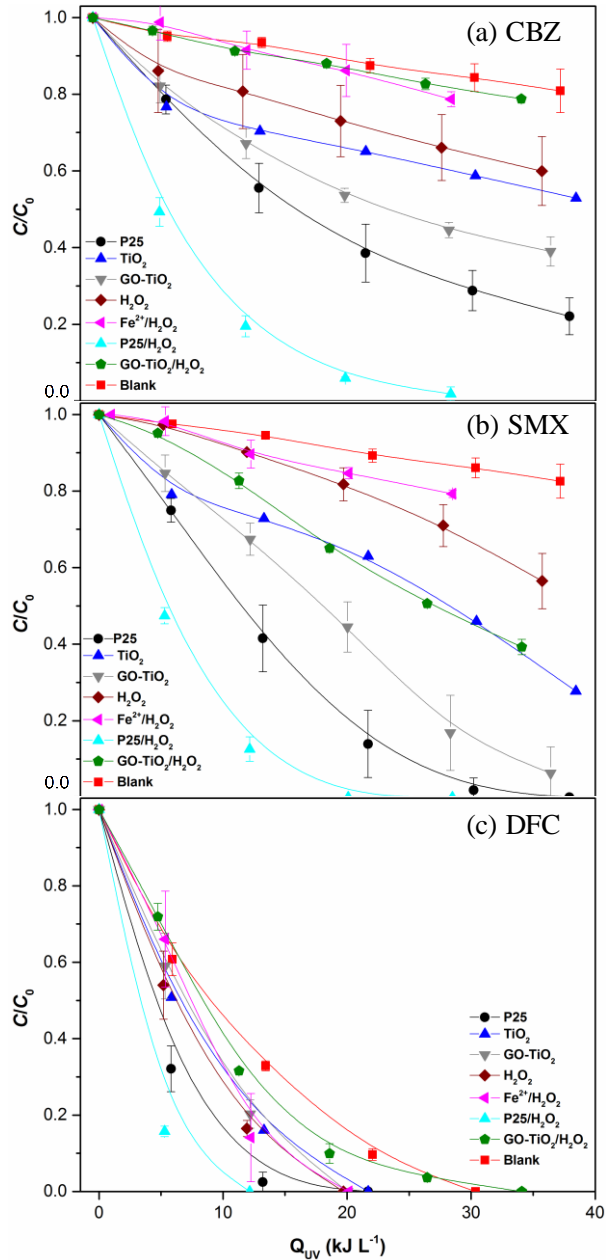 (a) CBZ
1.0
0.8
0.6
0.4
0.2
0.0
C/C₀
P25
TiO₂
GO-TiO₂
H₂O₂
Fe²⁺/H₂O₂
P25/H₂O₂
GO-TiO₂/H₂O₂
Blank
(b) SMX
1.0
0.8
0.6
0.4
0.2
0.0
C/C₀
P25
TiO₂
GO-TiO₂
H₂O₂
Fe²⁺/H₂O₂
P25/H₂O₂
GO-TiO₂/H₂O₂
Blank
(c) DFC
1.0
0.8
0.6
0.4
0.2
0.0
C/C₀
P25
TiO₂
GO-TiO₂
H₂O₂
Fe²⁺/H₂O₂
P25/H₂O₂
GO-TiO₂/H₂O₂
Blank
0 10 20 30 40
Q_UV (kJ L⁻¹)